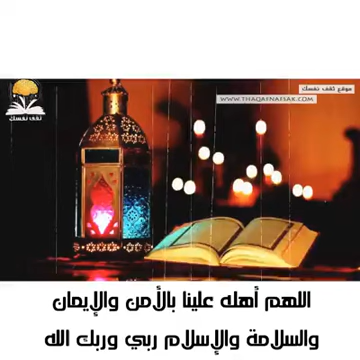 موقع ثقف نفسك
WWW.THAQAFNAFSAK.COM
ثقف نفسك
اللهم أهله علينا بالأمن والإيمان
والسلامة والإسلام ربي وربك الله